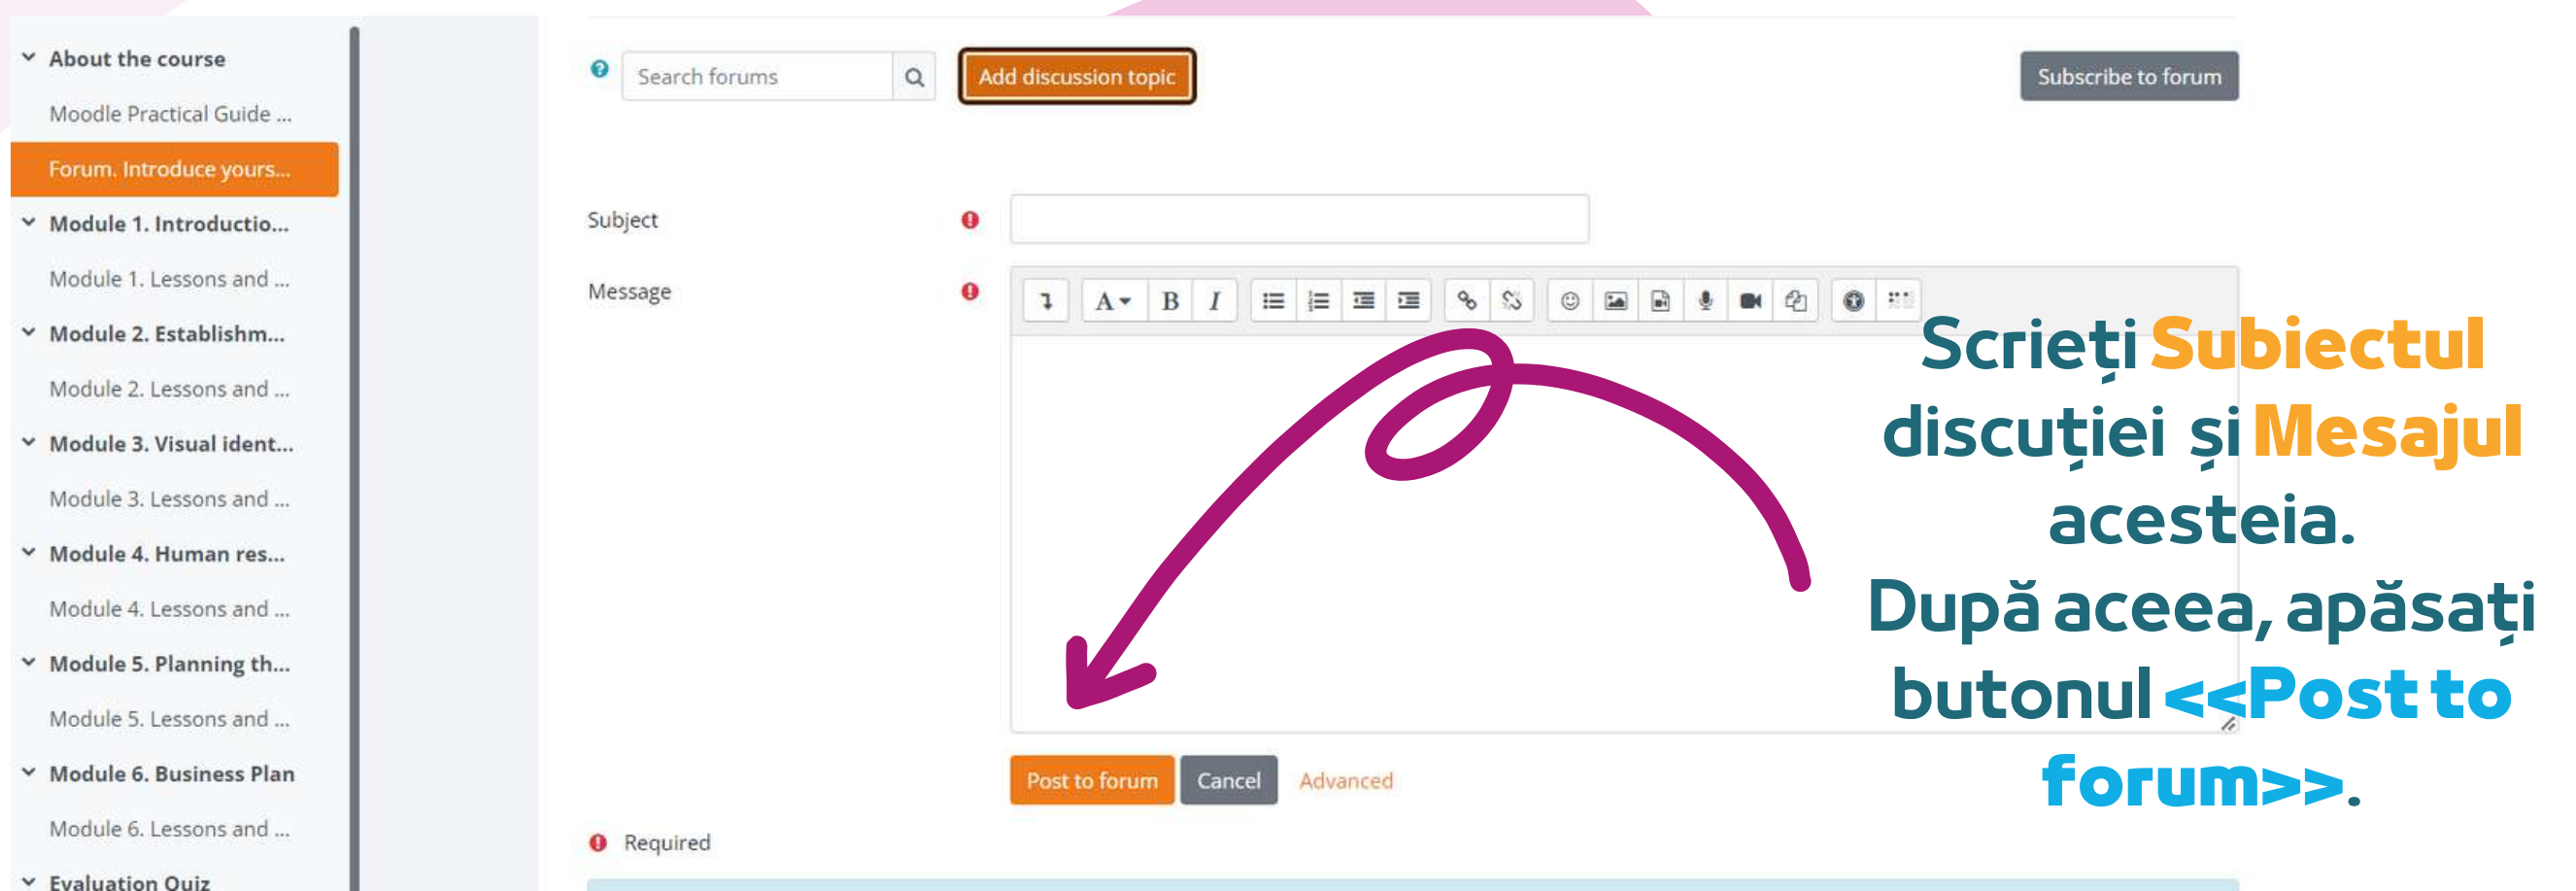 About the course
Moodle Practical Guide ...
Forum. Introduce yours...
Module 1. Introductio...
Module 1. Lessons and ...
Module 2. Establishm...
Module 2. Lessons and ...
Module 3. Visual ident...
Module 3. Lessons and ...
Module 4. Human res...
Module 4. Lessons and ...
Module 5. Planning th...
Module 5. Lessons and ...
Module 6. Business Plan
Module 6. Lessons and ...
Evaluation Quiz
Search forums
Add discussion topic
Subscribe to forum
Subject
Message
A B I
Post to forum Cancel Advanced
Required
Scrieți Subiectul
discuției și Mesajul
acesteia.
După aceea, apăsați
butonul <<Post to
forum>>.